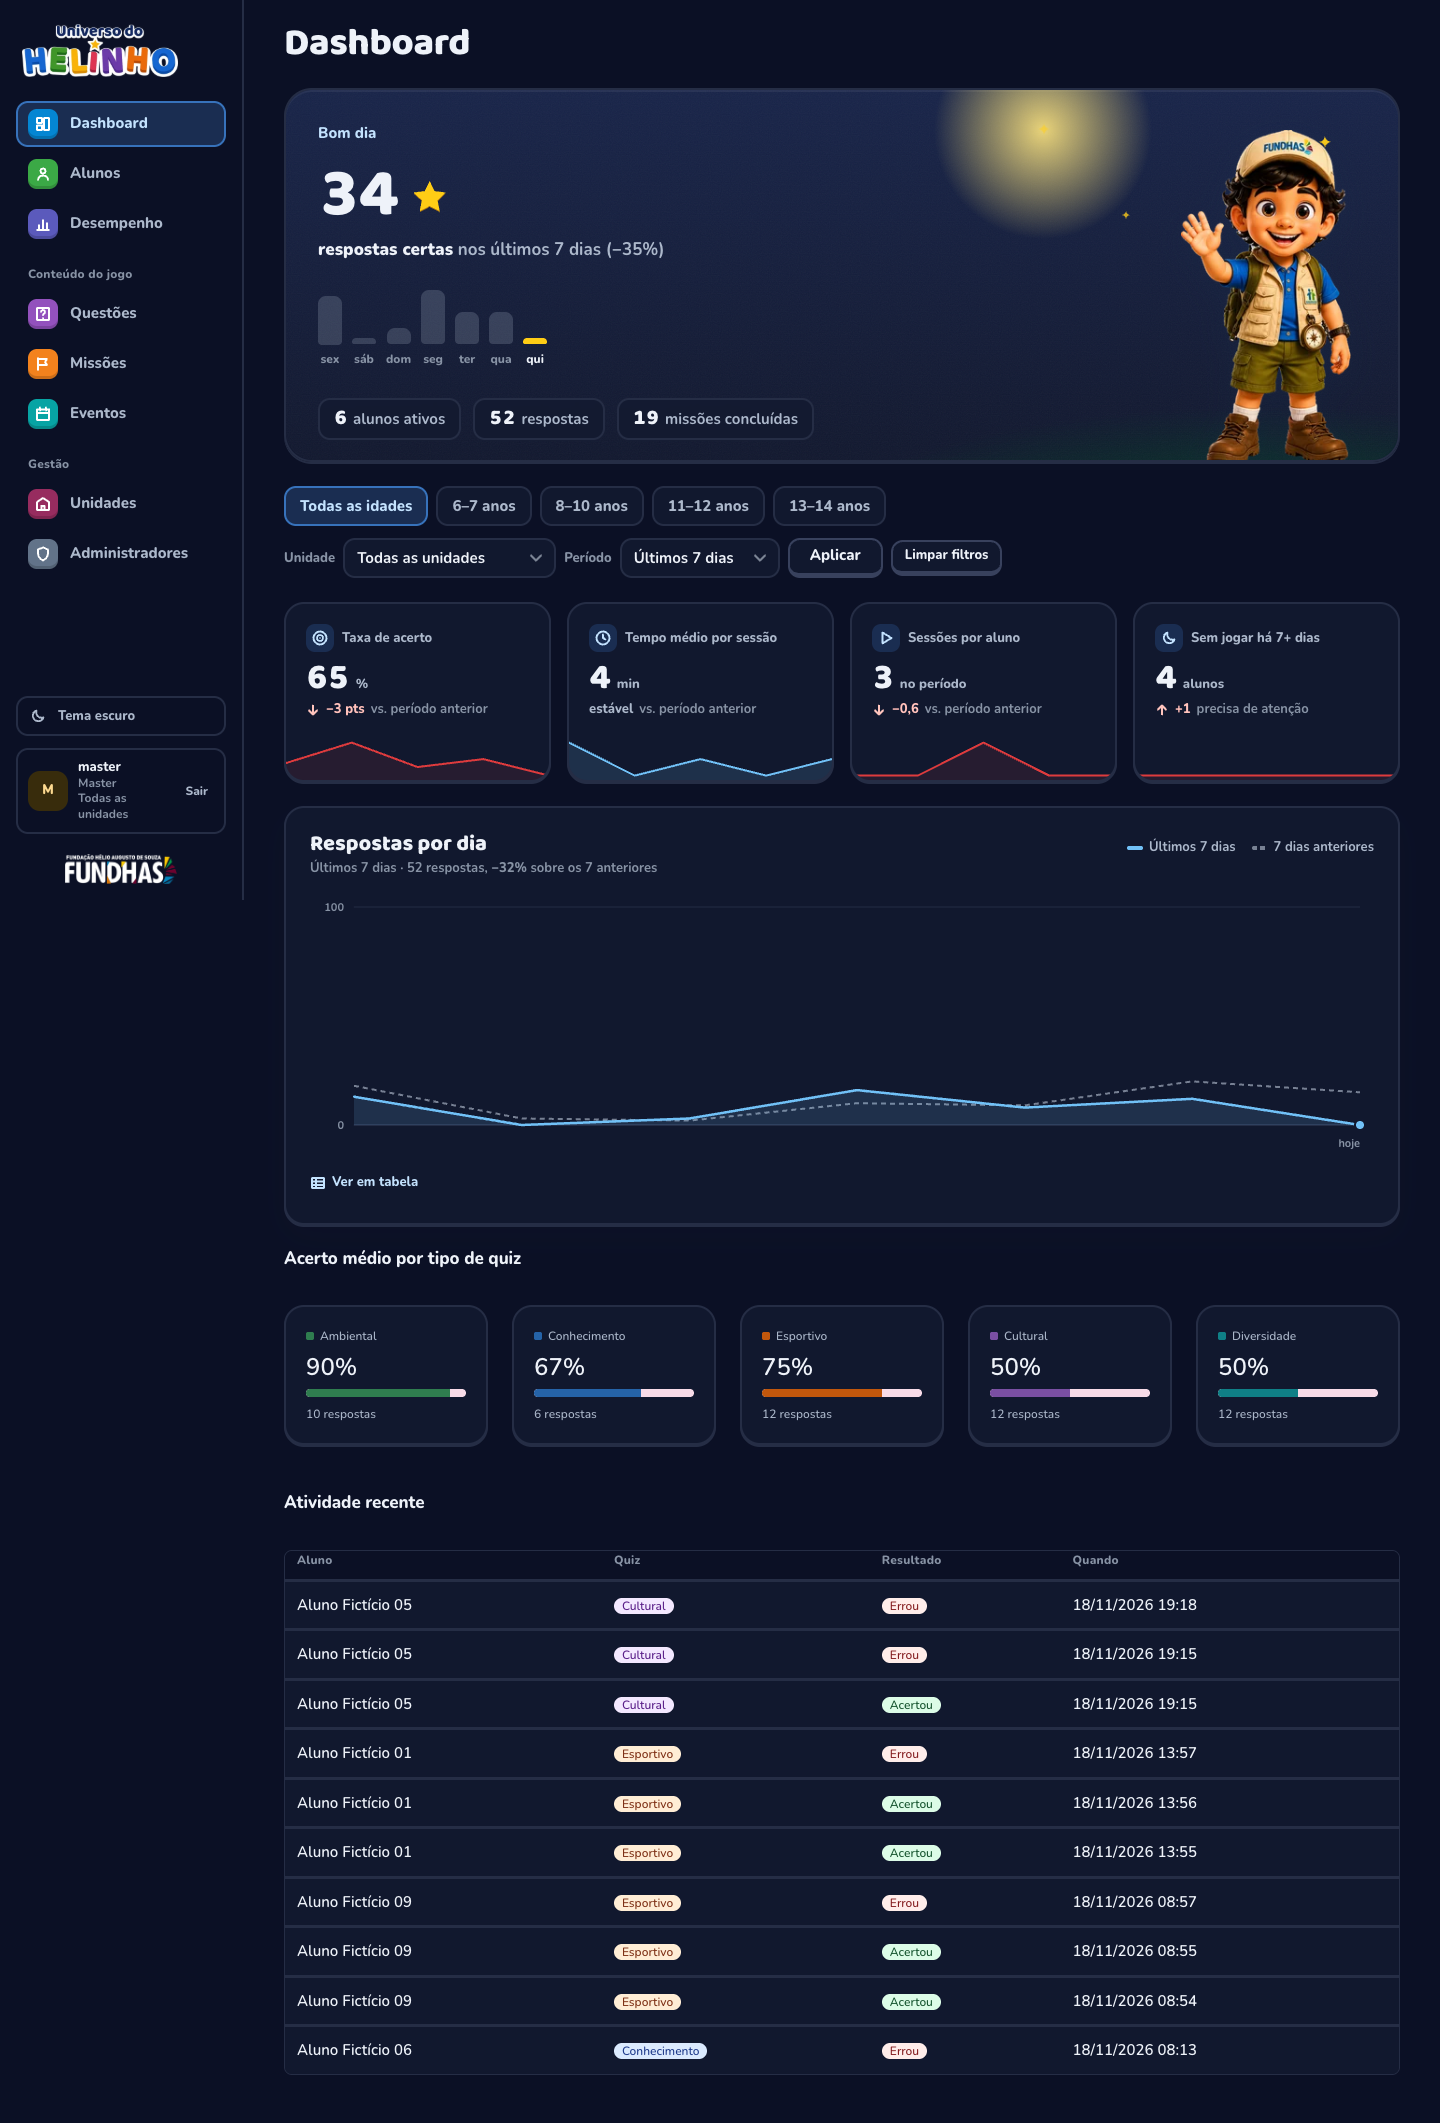 Universo do
HELINHO
Dashboard
Alunos
Desempenho
Conteúdo do jogo
Questões
Missões
Eventos
Gestão
Unidades
Administradores
Tema escuro
M
master
Master
Todas as
unidades
Sair
FUNDAÇÃO HÉLIO AUGUSTO DE SOUZA
FUNDHAS
Dashboard
Bom dia
34
respostas certas nos últimos 7 dias (−35%)
sex sáb dom seg ter qua qui
6 alunos ativos
52 respostas
19 missões concluídas
FUNDHAS
Todas as idades
6–7 anos
8–10 anos
11–12 anos
13–14 anos
Unidade Todas as unidades
Período Últimos 7 dias
Aplicar
Limpar filtros
Taxa de acerto
65 %
−3 pts vs. período anterior
Tempo médio por sessão
4 min
estável vs. período anterior
Sessões por aluno
3 no período
−0,6 vs. período anterior
Sem jogar há 7+ dias
4 alunos
+1 precisa de atenção
Respostas por dia
Últimos 7 dias · 52 respostas, −32% sobre os 7 anteriores
Últimos 7 dias
7 dias anteriores
100
0
hoje
Ver em tabela
Acerto médio por tipo de quiz
Ambiental
90%
10 respostas
Conhecimento
67%
6 respostas
Esportivo
75%
12 respostas
Cultural
50%
12 respostas
Diversidade
50%
12 respostas
Atividade recente
Aluno Quiz Resultado Quando
Aluno Fictício 05 Cultural Errou 18/11/2026 19:18
Aluno Fictício 05 Cultural Errou 18/11/2026 19:15
Aluno Fictício 05 Cultural Acertou 18/11/2026 19:15
Aluno Fictício 01 Esportivo Errou 18/11/2026 13:57
Aluno Fictício 01 Esportivo Acertou 18/11/2026 13:56
Aluno Fictício 01 Esportivo Acertou 18/11/2026 13:55
Aluno Fictício 09 Esportivo Errou 18/11/2026 08:57
Aluno Fictício 09 Esportivo Acertou 18/11/2026 08:55
Aluno Fictício 09 Esportivo Acertou 18/11/2026 08:54
Aluno Fictício 06 Conhecimento Errou 18/11/2026 08:13